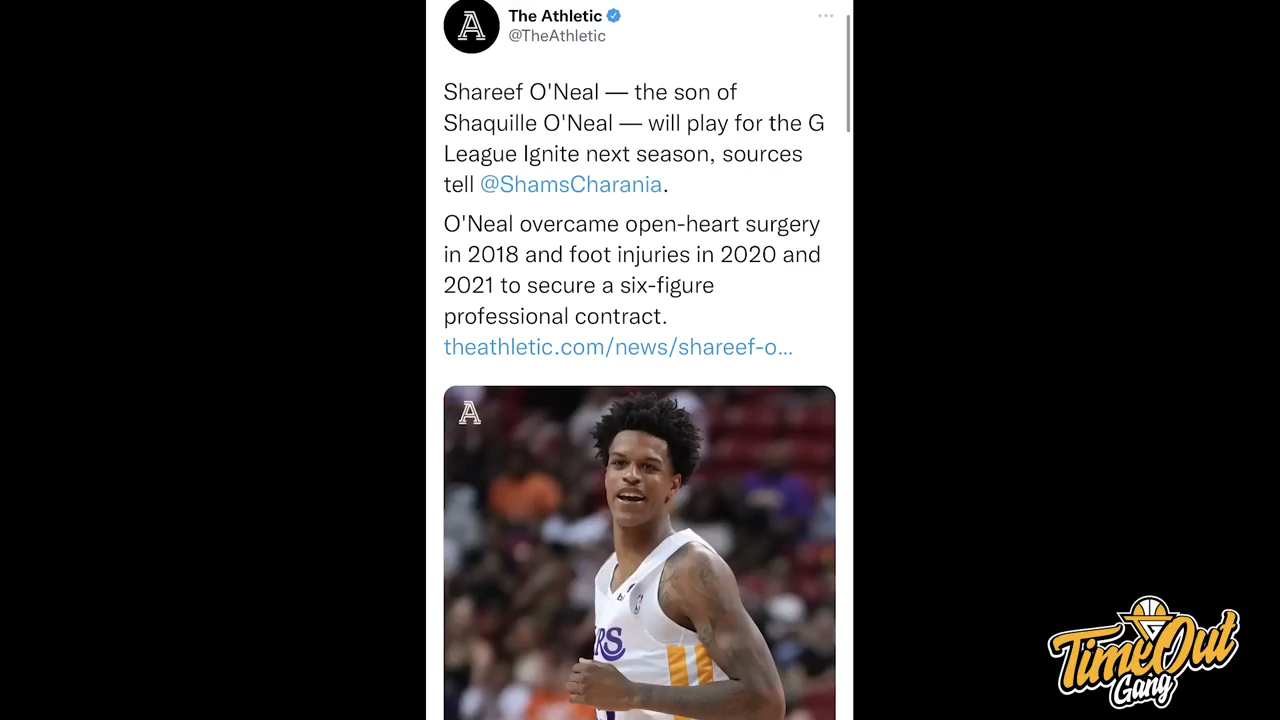 The Athletic
@TheAthletic
Shareef O'Neal — the son of
Shaquille O'Neal — will play for the G
League Ignite next season, sources
tell @ShamsCharania.
O'Neal overcame open-heart surgery
in 2018 and foot injuries in 2020 and
2021 to secure a six-figure
professional contract.
theathletic.com/news/shareef-o...
A
RS
TimeOut
Gang